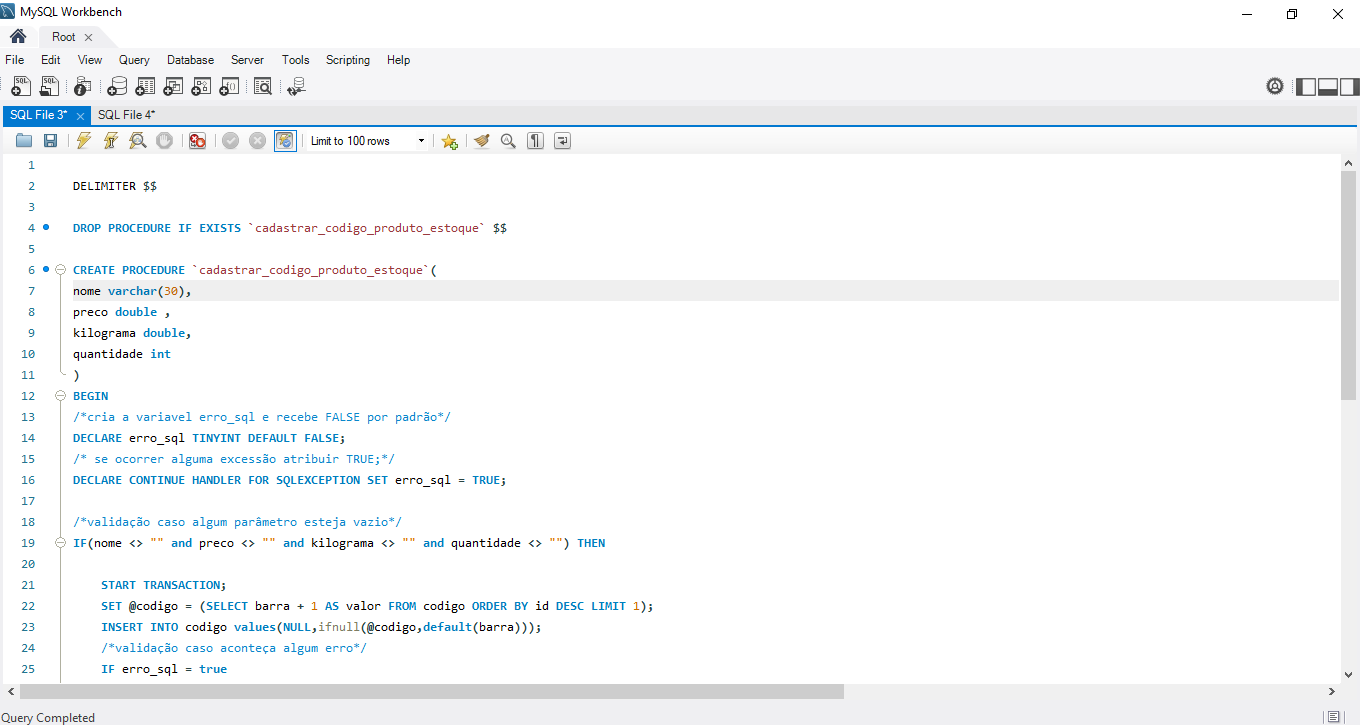 MySQL Workbench
Root
File Edit View Query Database Server Tools Scripting Help
SQL File 3* SQL File 4*
Limit to 100 rows
1
2 DELIMITER $$
3
4 DROP PROCEDURE IF EXISTS `cadastrar_codigo_produto_estoque` $$
5
6 CREATE PROCEDURE `cadastrar_codigo_produto_estoque`(
7 nome varchar(30),
8 preco double ,
9 kilograma double,
10 quantidade int
11 )
12 BEGIN
13 /*cria a variavel erro_sql e recebe FALSE por padrão*/
14 DECLARE erro_sql TINYINT DEFAULT FALSE;
15 /* se ocorrer alguma excessão atribuir TRUE;*/
16 DECLARE CONTINUE HANDLER FOR SQLEXCEPTION SET erro_sql = TRUE;
17
18 /*validação caso algum parâmetro esteja vazio*/
19 IF(nome <> "" and preco <> "" and kilograma <> "" and quantidade <> "") THEN
20
21 START TRANSACTION;
22 SET @codigo = (SELECT barra + 1 AS valor FROM codigo ORDER BY id DESC LIMIT 1);
23 INSERT INTO codigo values(NULL,ifnull(@codigo,default(barra)));
24 /*validação caso aconteça algum erro*/
25 IF erro_sql = true
Query Completed